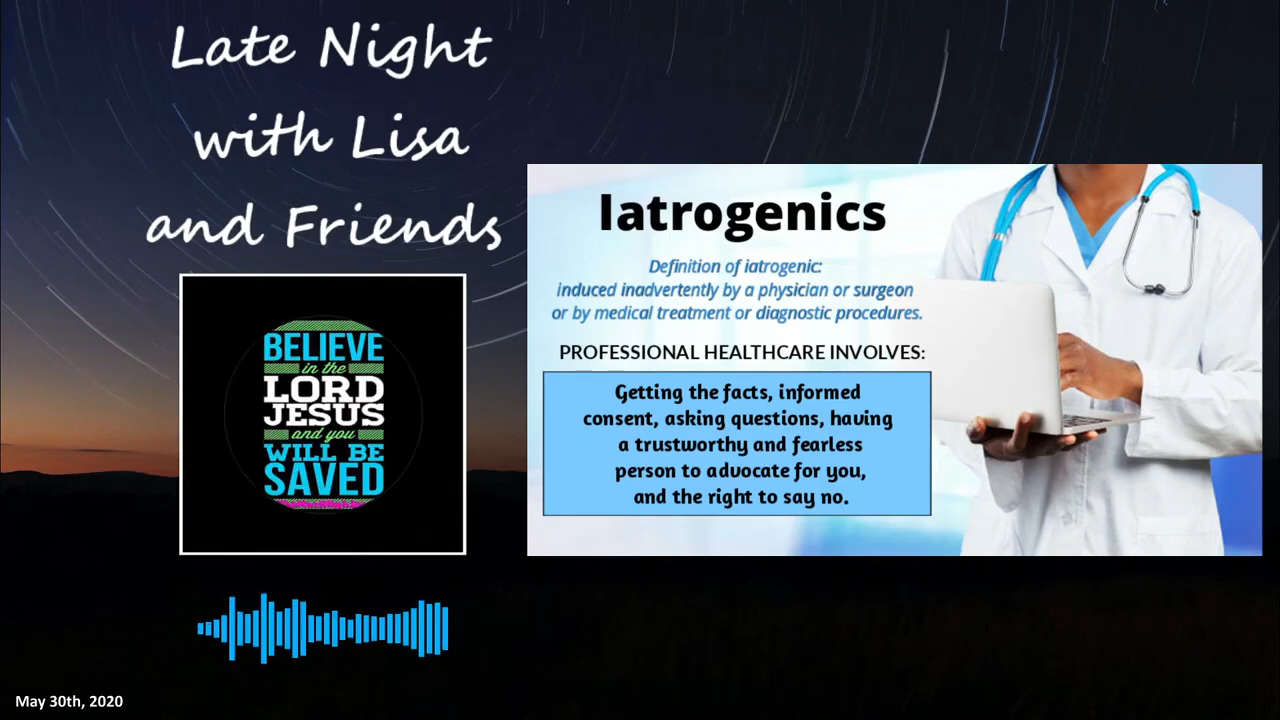 Late Night
with Lisa
and Friends
BELIEVE
in the
LORD
JESUS
and you
WILL BE
SAVED
Iatrogenics
Definition of iatrogenic:
induced inadvertently by a physician or surgeon
or by medical treatment or diagnostic procedures.
PROFESSIONAL HEALTHCARE INVOLVES:
Getting the facts, informed
consent, asking questions, having
a trustworthy and fearless
person to advocate for you,
and the right to say no.
May 30th, 2020